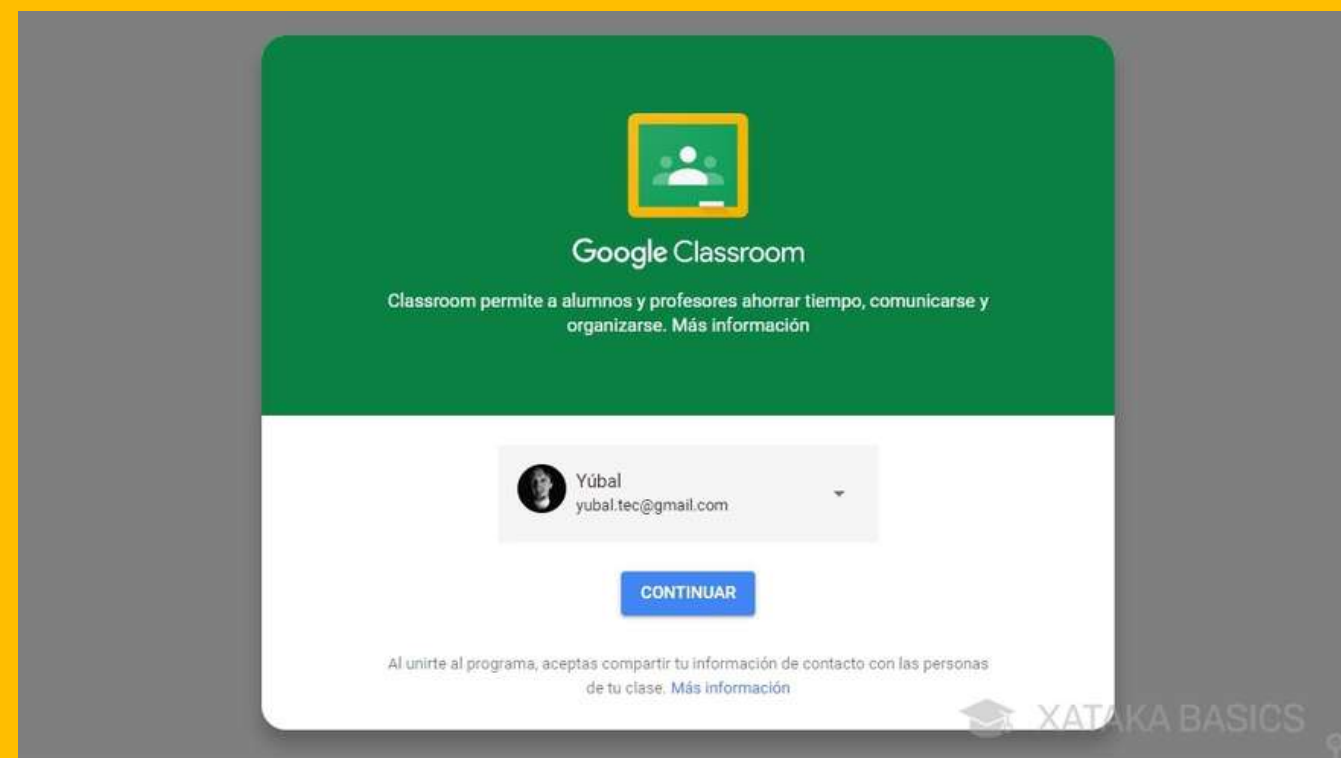 Google Classroom
Classroom permite a alumnos y profesores ahorrar tiempo, comunicarse y
organizarse. Más información
Yúbal
yubal.tec@gmail.com
CONTINUAR
Al unirte al programa, aceptas compartir tu información de contacto con las personas
de tu clase. Más información
XATAKA BASICS